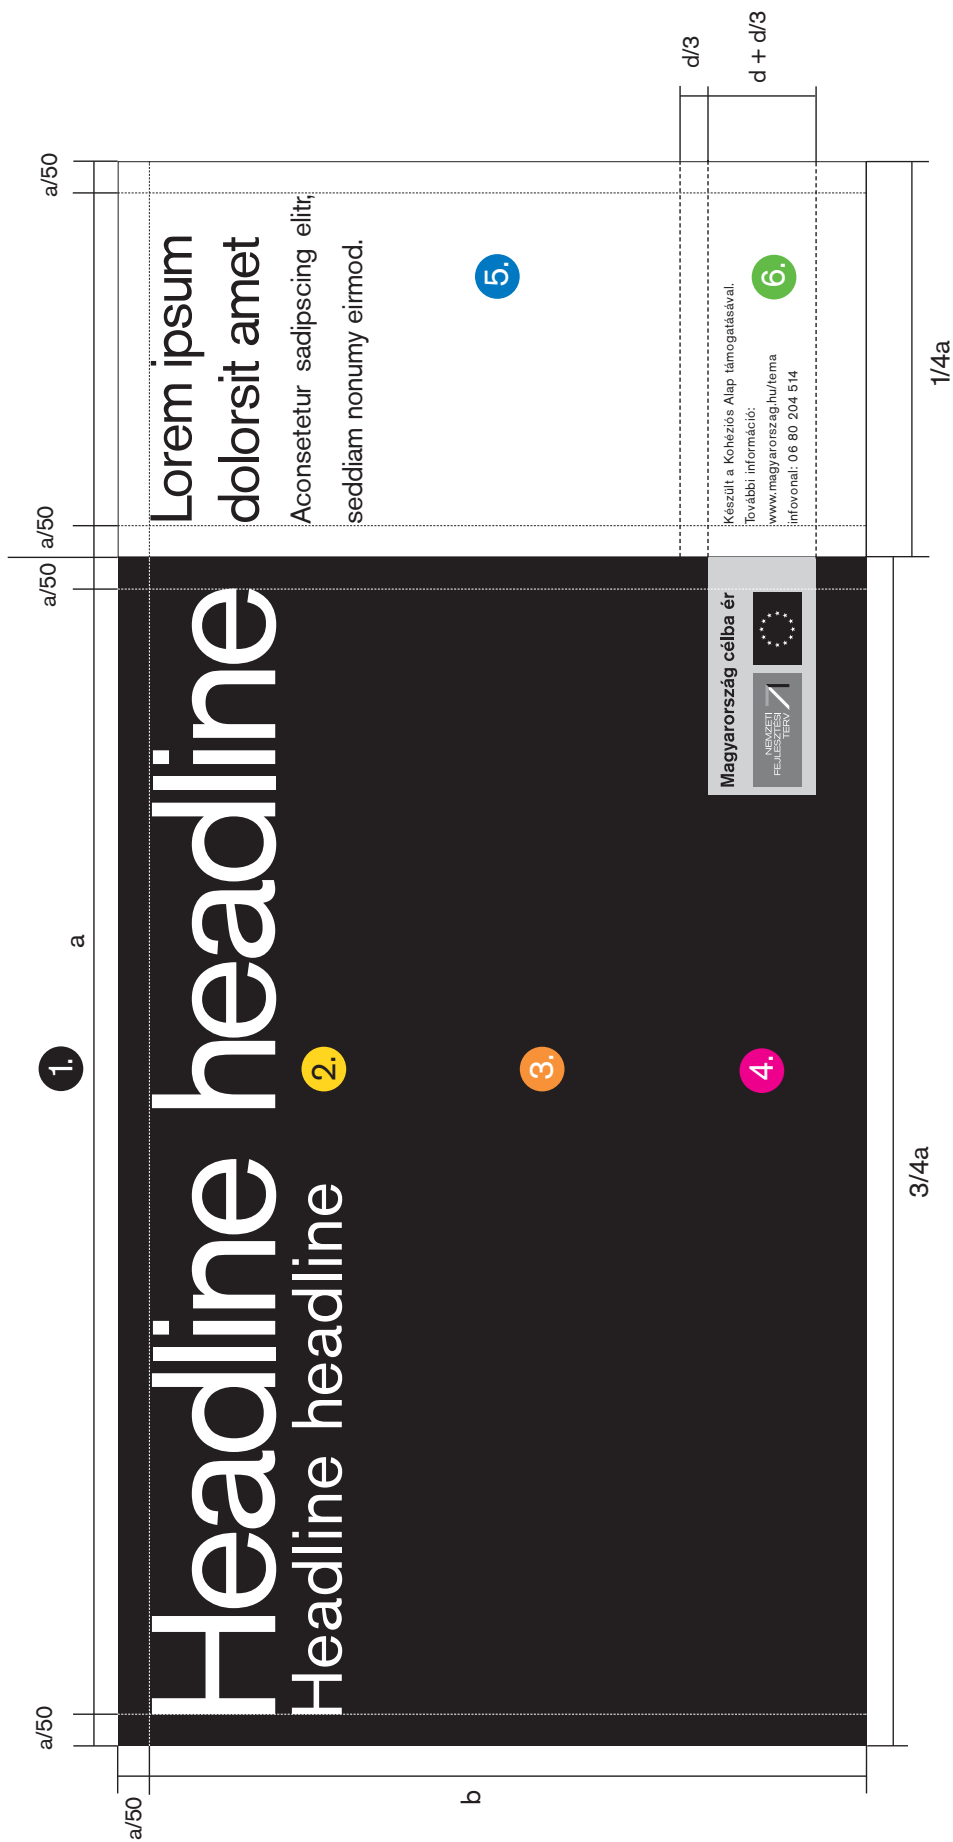 1.
a
a/50
a/50
a/50
a/50
a/50
b
Headline headline
Headline headline
2.
3.
4.
Magyarország célba ér
NEMZETI
FEJLESZTÉSI
TERV
Lorem ipsum
dolorsit amet
Aconsetetur sadipscing elitr,
seddiam nonumy eirmod.
5.
Készült a Kohéziós Alap támogatásával.
További információ:
www.magyarorszag.hu/tema
infovonal: 06 80 204 514
6.
d/3
d + d/3
3/4a
1/4a